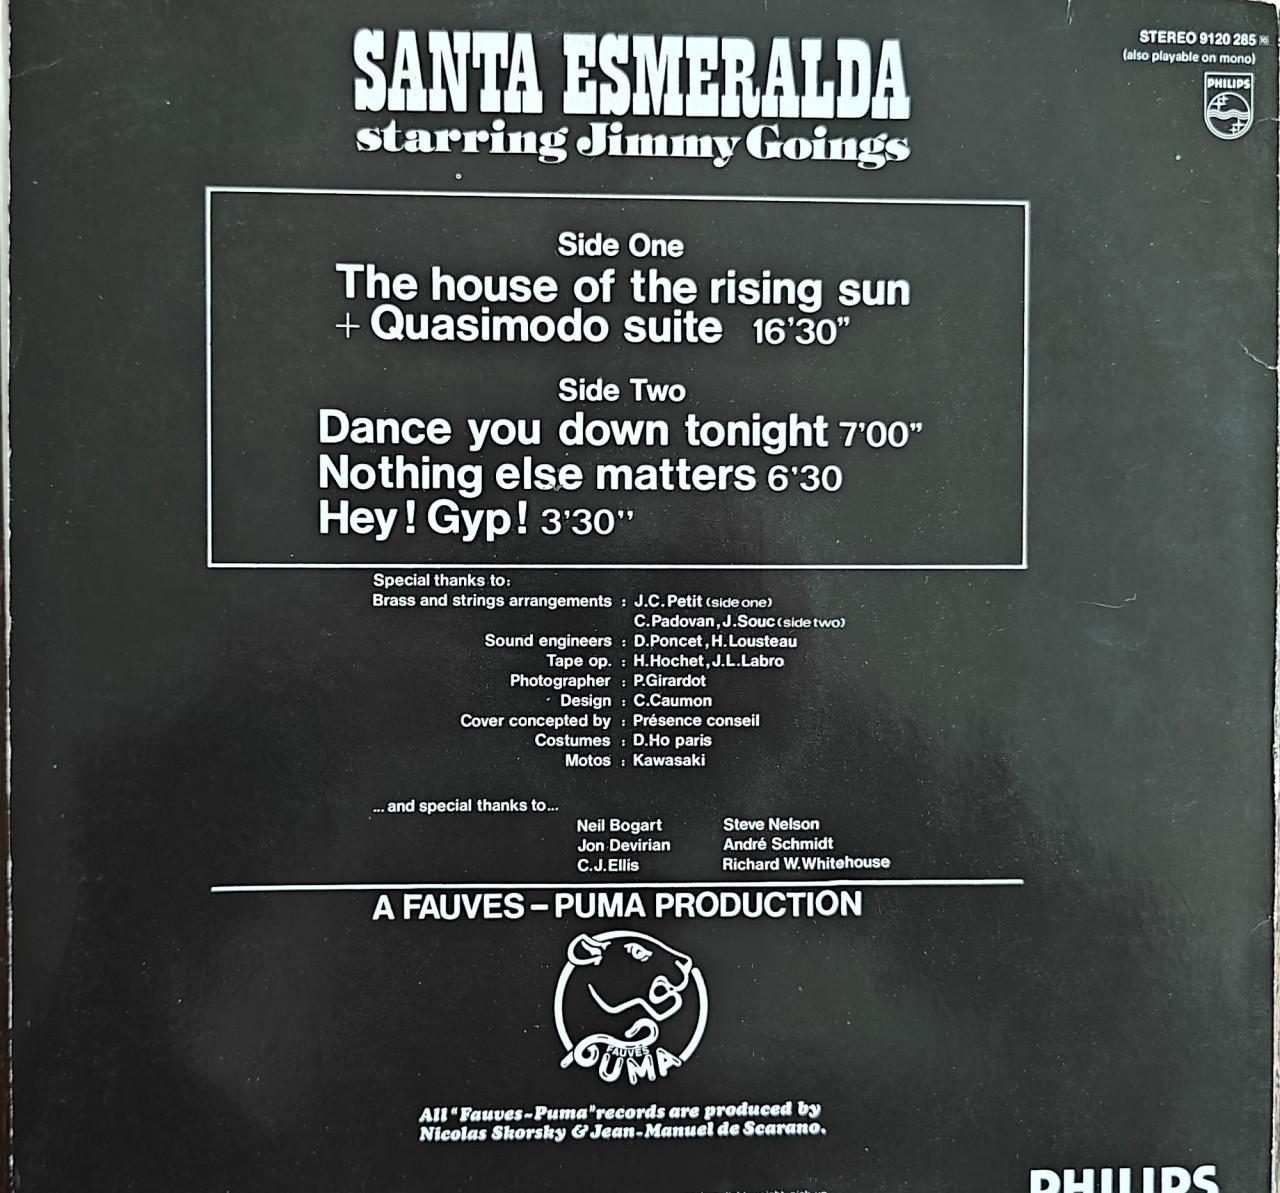 SANTA ESMERALDA
starring Jimmy Goings
STEREO 9120 285
(also playable on mono)
PHILIPS
Side One
The house of the rising sun
+ Quasimodo suite 16'30"
Side Two
Dance you down tonight 7'00"
Nothing else matters 6'30
Hey! Gyp! 3'30''
Special thanks to:
Brass and strings arrangements : J.C.Petit (side one)
C.Padovan, J.Souc (side two)
Sound engineers : D.Poncet, H.Lousteau
Tape op. : H.Hochet, J.L.Labro
Photographer : P.Girardot
Design : C.Caumon
Cover concepted by : Présence conseil
Costumes : D.Ho paris
Motos : Kawasaki
... and special thanks to...
Neil Bogart Steve Nelson
Jon Devirian André Schmidt
C.J.Ellis Richard W.Whitehouse
A FAUVES – PUMA PRODUCTION
FAUVES
PUMA
All "Fauves-Puma" records are produced by
Nicolas Skorsky & Jean-Manuel de Scarano.
PHILIPS